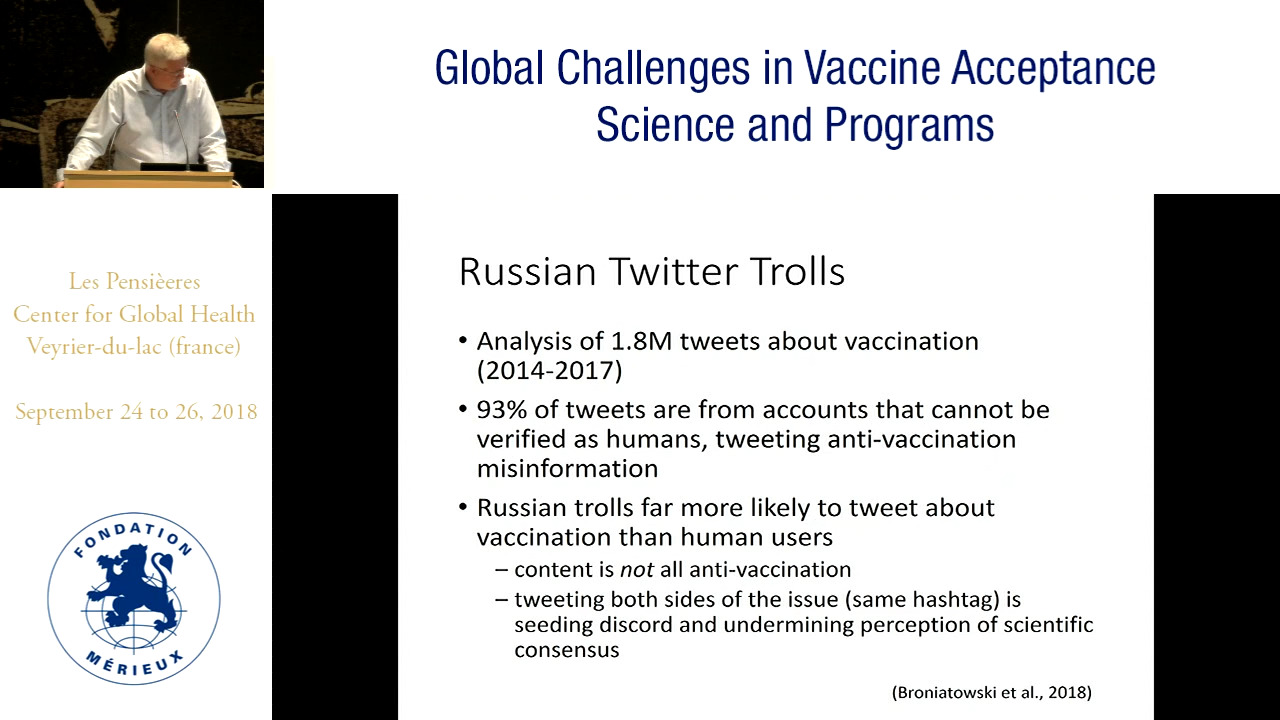 Global Challenges in Vaccine Acceptance
Science and Programs
Les Pensièeres
Center for Global Health
Veyrier-du-lac (france)
September 24 to 26, 2018
FONDATION
MÉRIEUX
Russian Twitter Trolls
• Analysis of 1.8M tweets about vaccination
(2014-2017)
• 93% of tweets are from accounts that cannot be
verified as humans, tweeting anti-vaccination
misinformation
• Russian trolls far more likely to tweet about
vaccination than human users
– content is not all anti-vaccination
– tweeting both sides of the issue (same hashtag) is
seeding discord and undermining perception of scientific
consensus
(Broniatowski et al., 2018)